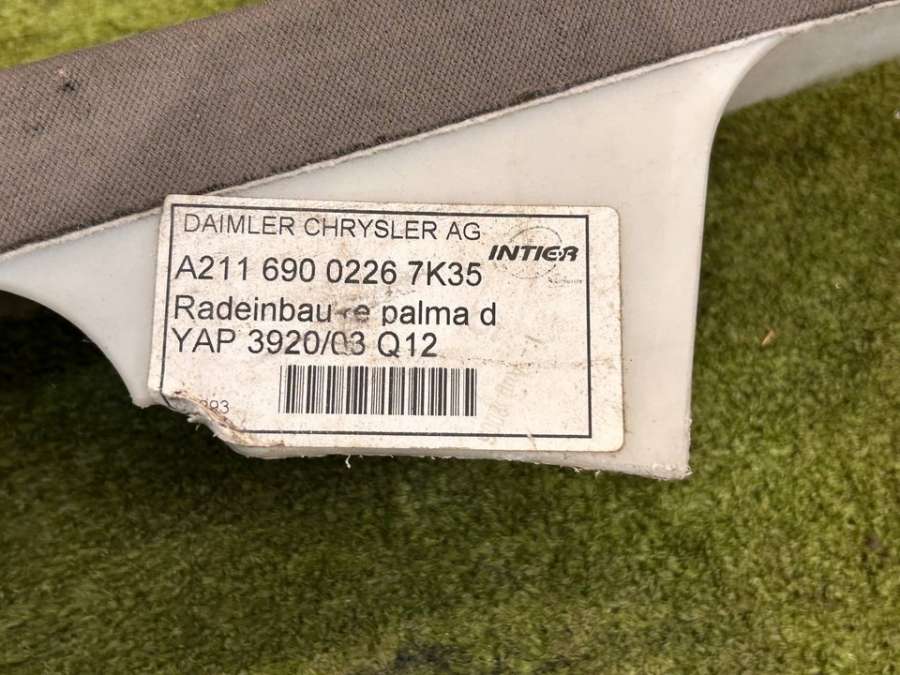 DAIMLER CHRYSLER AG
INTIER
A211 690 0226 7K35
Radeinbau-re palma d
YAP 3920/03 Q12